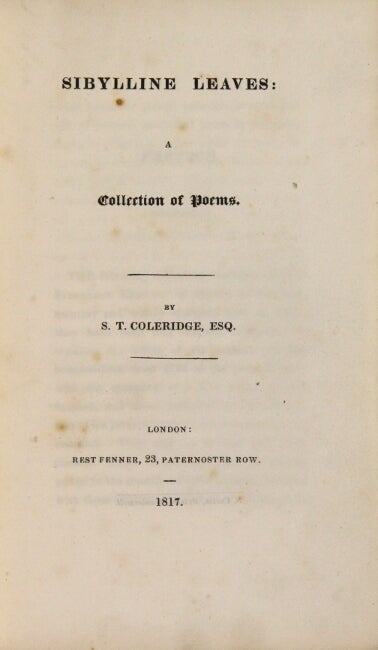 SIBYLLINE LEAVES:
A
Collection of Poems.
BY
S. T. COLERIDGE, ESQ.
LONDON:
REST FENNER, 23, PATERNOSTER ROW.
1817.